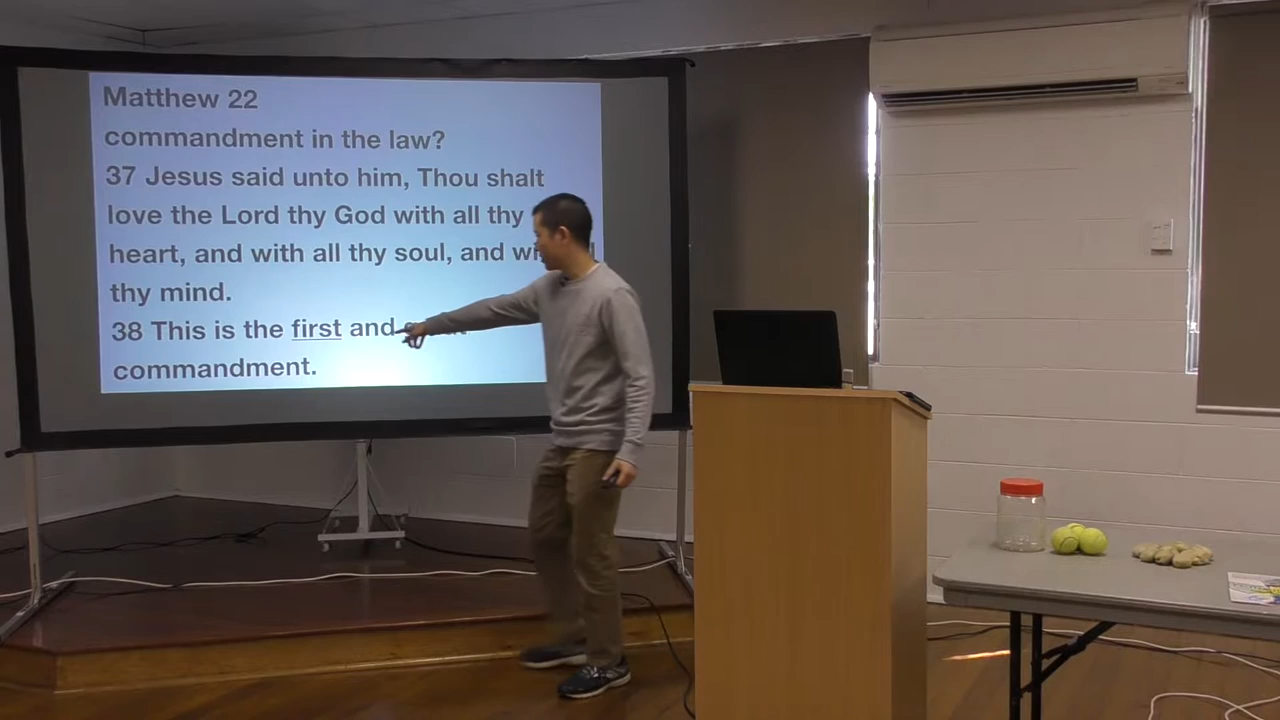 Matthew 22
commandment in the law?
37 Jesus said unto him, Thou shalt
love the Lord thy God with all thy
heart, and with all thy soul, and
thy mind.
38 This is the first and
commandment.